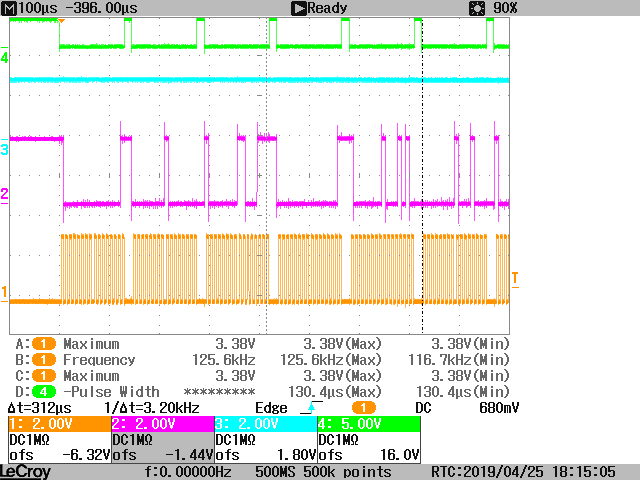 M 100µs -396.00µs Ready 90%
4
3
2
1
T
A: 1 Maximum 3.38V 3.38V(Max) 3.38V(Min)
B: 1 Frequency 125.6kHz 125.6kHz(Max) 116.7kHz(Min)
C: 1 Maximum 3.38V 3.38V(Max) 3.38V(Min)
D: 4 -Pulse Width ********* 130.4µs(Max) 130.4µs(Min)
Δt=312µs 1/Δt=3.20kHz Edge 1 DC 680mV
1: 2.00V 2: 2.00V 3: 2.00V 4: 5.00V
DC1MΩ DC1MΩ DC1MΩ DC1MΩ
ofs -6.32V ofs -1.44V ofs 1.80V ofs 16.0V
LeCroy f:0.00000Hz 500MS 500k points RTC:2019/04/25 18:15:05